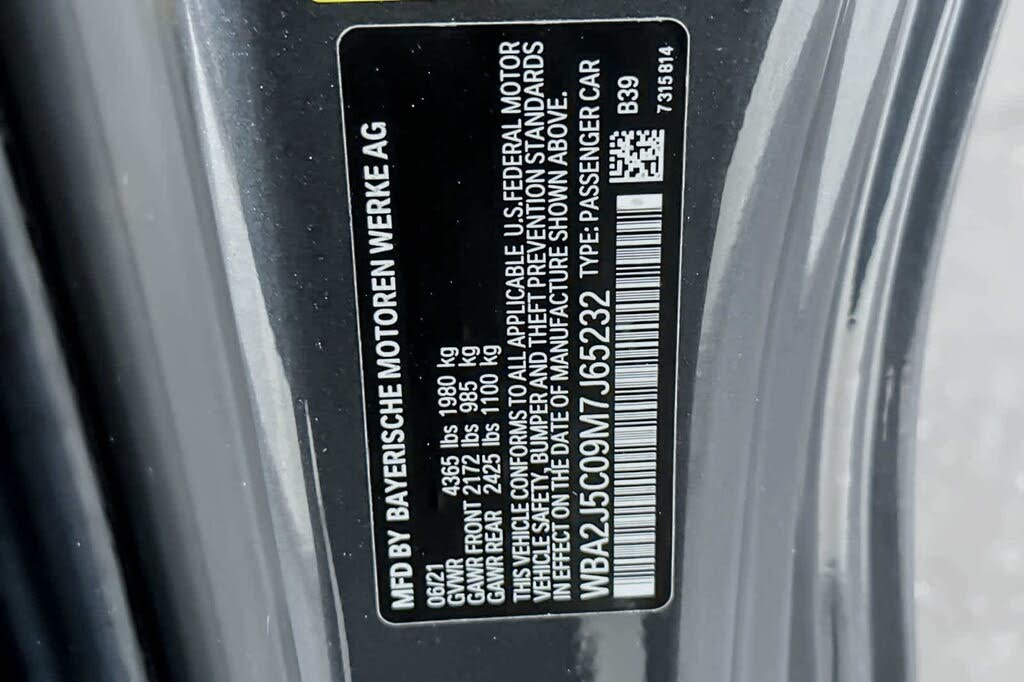 MFD BY BAYERISCHE MOTOREN WERKE AG
06/21
GVWR 4365 lbs 1980 kg
GAWR FRONT 2172 lbs 985 kg
GAWR REAR 2425 lbs 1100 kg
THIS VEHICLE CONFORMS TO ALL APPLICABLE U.S.FEDERAL MOTOR
VEHICLE SAFETY, BUMPER AND THEFT PREVENTION STANDARDS
IN EFFECT ON THE DATE OF MANUFACTURE SHOWN ABOVE.
WBA2J5C09M7J65232 TYPE: PASSENGER CAR
B39
7315814